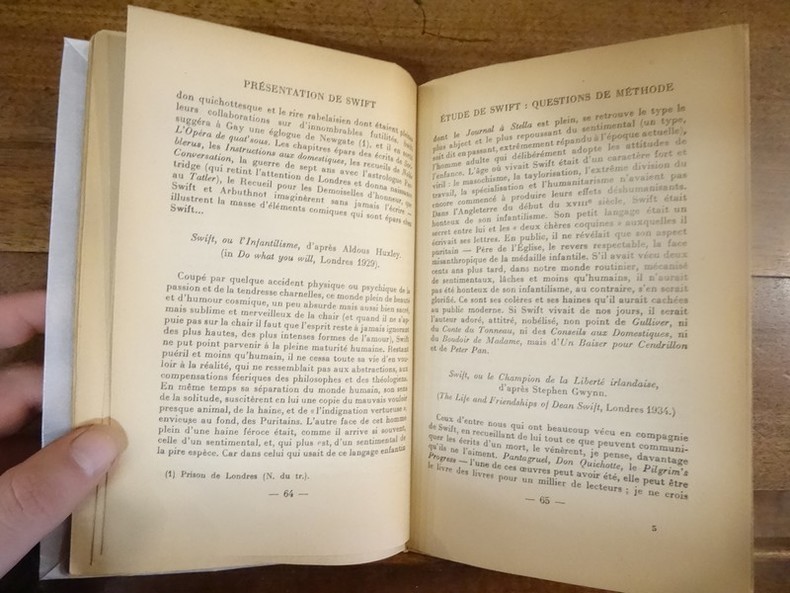 PRÉSENTATION DE SWIFT
don quichottesque et le rire rabelaisien dont étaient pleines
leurs collaborations sur d'innombrables futilités.
suggéra à Gay une églogue de Newgate (1), et il en
L'Opéra de quat'sous. Les chapitres épars des écrits de
blerus, les Instructions aux domestiques, les recueils de
Conversation, la guerre de sept ans avec l'astrologue
tridge (qui retint l'attention de Londres et donna
au Tatler), le Recueil pour les Demoiselles d'honneur, que
Swift et Arbuthnot imaginèrent sans jamais l'écrire —
illustrent la masse d'éléments comiques qui sont épars chez
Swift...
Swift, ou l'Infantilisme, d'après Aldous Huxley.
(in Do what you will, Londres 1929).
Coupé par quelque accident physique ou psychique de la
passion et de la tendresse charnelles, ce monde plein de beauté
et d'humour cosmique, un peu absurde mais aussi bien sacré,
mais sublime et merveilleux de la chair (et quand il ne s'ap-
puie pas sur la chair il faut que l'esprit reste à jamais ignorant
des plus hautes, des plus intenses formes de l'amour), Swift
ne put point parvenir à la pleine maturité humaine. Restant
puéril et moins qu'humain, il ne cessa toute sa vie d'en vou-
loir à la réalité, qui ne ressemblait pas aux abstractions, aux
compensations féeriques des philosophes et des théologiens.
En même temps sa séparation du monde humain, son sens
de la solitude, suscitèrent en lui une copie du mauvais vouloir
presque animal, de la haine, et de « l'indignation vertueuse »
envieuse au fond, des Puritains. L'autre face de cet homme
plein d'une haine féroce était, comme il arrive si souvent,
celle d'un sentimental, et, qui plus est, d'un sentimental de
la pire espèce. Car dans celui qui usait de ce langage enfantin
(1) Prison de Londres (N. du tr.).
— 64 —
ÉTUDE DE SWIFT : QUESTIONS DE MÉTHODE
dont le Journal à Stella est plein, se retrouve le type le
plus abject et le plus repoussant du sentimental (un type,
soit dit en passant, extrêmement répandu à l'époque actuelle),
l'homme adulte qui délibérément adopte les attitudes de
l'enfance. L'âge où vivait Swift était d'un caractère fort et
viril : le masochisme, la taylorisation, l'extrême division du
travail, la spécialisation et l'humanitarisme n'avaient pas
encore commencé à produire leurs effets déshumanisants.
Dans l'Angleterre du début du XVIIIe siècle, Swift était
honteux de son infantilisme. Son petit langage était un
secret entre lui et les « deux chères coquines » auxquelles il
écrivait ses lettres. En public, il ne révélait que son aspect
puritain — Père de l'Église, le revers respectable, la face
misanthropique de la médaille infantile. S'il avait vécu deux
cents ans plus tard, dans notre monde routinier, mécanisé
de sentimentaux, lâches et moins qu'humains, il n'aurait
pas été honteux de son infantilisme, au contraire, s'en serait
glorifié. Ce sont ses colères et ses haines qu'il aurait cachées
au public moderne. Si Swift vivait de nos jours, il serait
l'auteur adoré, attitré, nobélisé, non point de Gulliver, ni
du Conte du Tonneau, ni des Conseils aux Domestiques, ni
du Boudoir de Madame, mais d'Un Baiser pour Cendrillon
et de Peter Pan.
Swift, ou le Champion de la Liberté irlandaise,
d'après Stephen Gwynn.
(The Life and Friendships of Dean Swift, Londres 1934.)
Ceux d'entre nous qui ont beaucoup vécu en compagnie
de Swift, en recueillant de lui tout ce que peuvent communi-
quer les écrits d'un mort, le vénèrent, je pense, davantage
qu'ils ne l'aiment. Pantagruel, Don Quichotte, le Pilgrim's
Progress — l'une de ces œuvres peut avoir été, elle peut être
le livre des livres pour un millier de lecteurs ; je ne crois
— 65 —
5